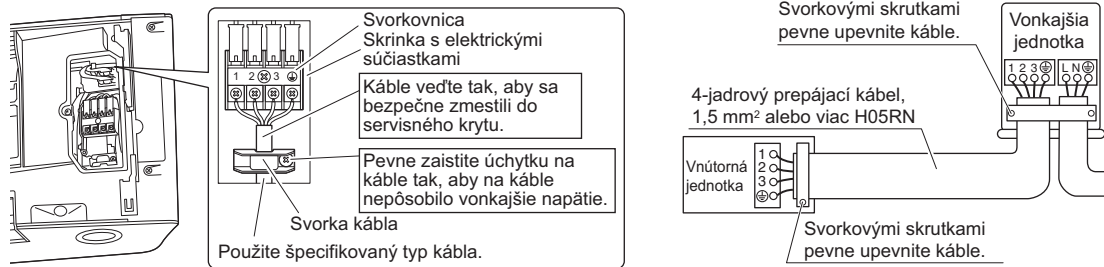 Svorkovnica
Skrinka s elektrickými
súčiastkami
1 2 3
Káble veďte tak, aby sa
bezpečne zmestili do
servisného krytu.
Pevne zaistite úchytku na
káble tak, aby na káble
nepôsobilo vonkajšie napätie.
Svorka kábla
Použite špecifikovaný typ kábla.
Svorkovými skrutkami
pevne upevnite káble.
Vonkajšia
jednotka
1 2 3
L N
4-jadrový prepájací kábel,
1,5 mm² alebo viac H05RN
Vnútorná
jednotka
1
2
3
Svorkovými skrutkami
pevne upevnite káble.